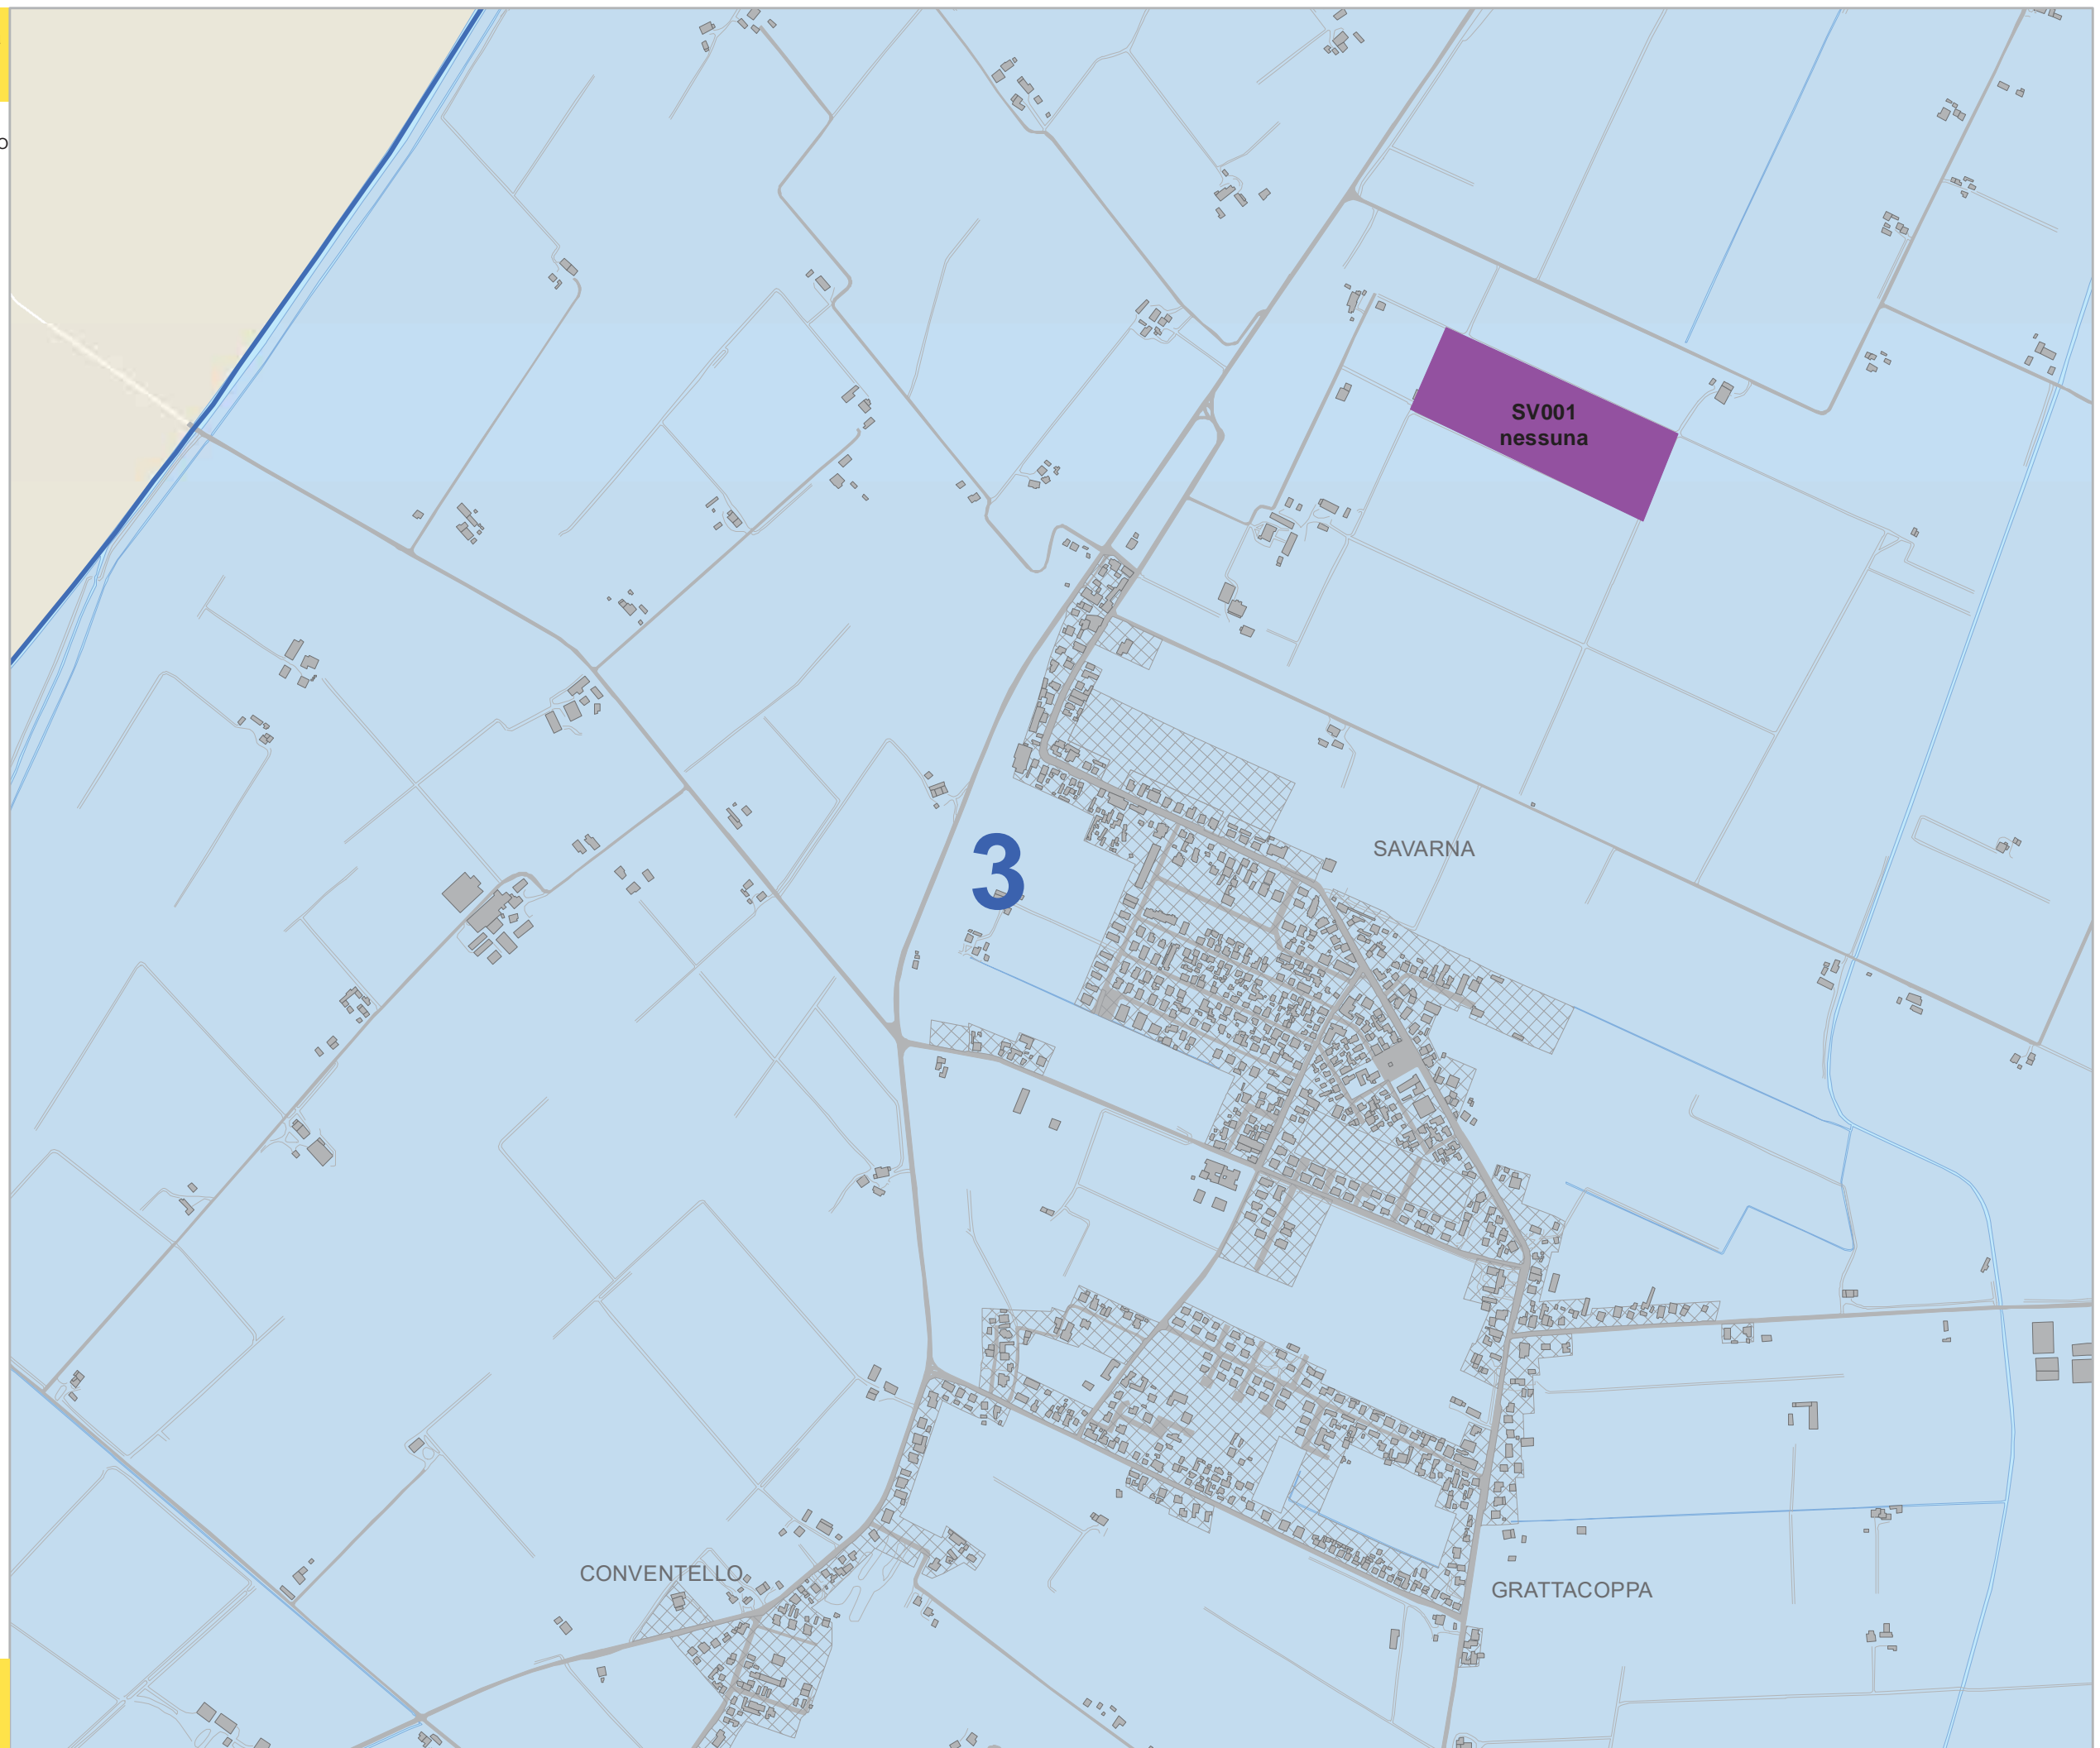 o
SV001
nessuna
3
SAVARNA
CONVENTELLO
GRATTACOPPA